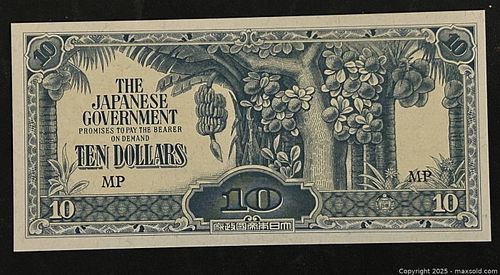 10
10
THE
JAPANESE
GOVERNMENT
PROMISES TO PAY THE BEARER
ON DEMAND
TEN DOLLARS
MP
MP
10
10
10
府政國帝本日大
Copyright 2025 - maxsold.com